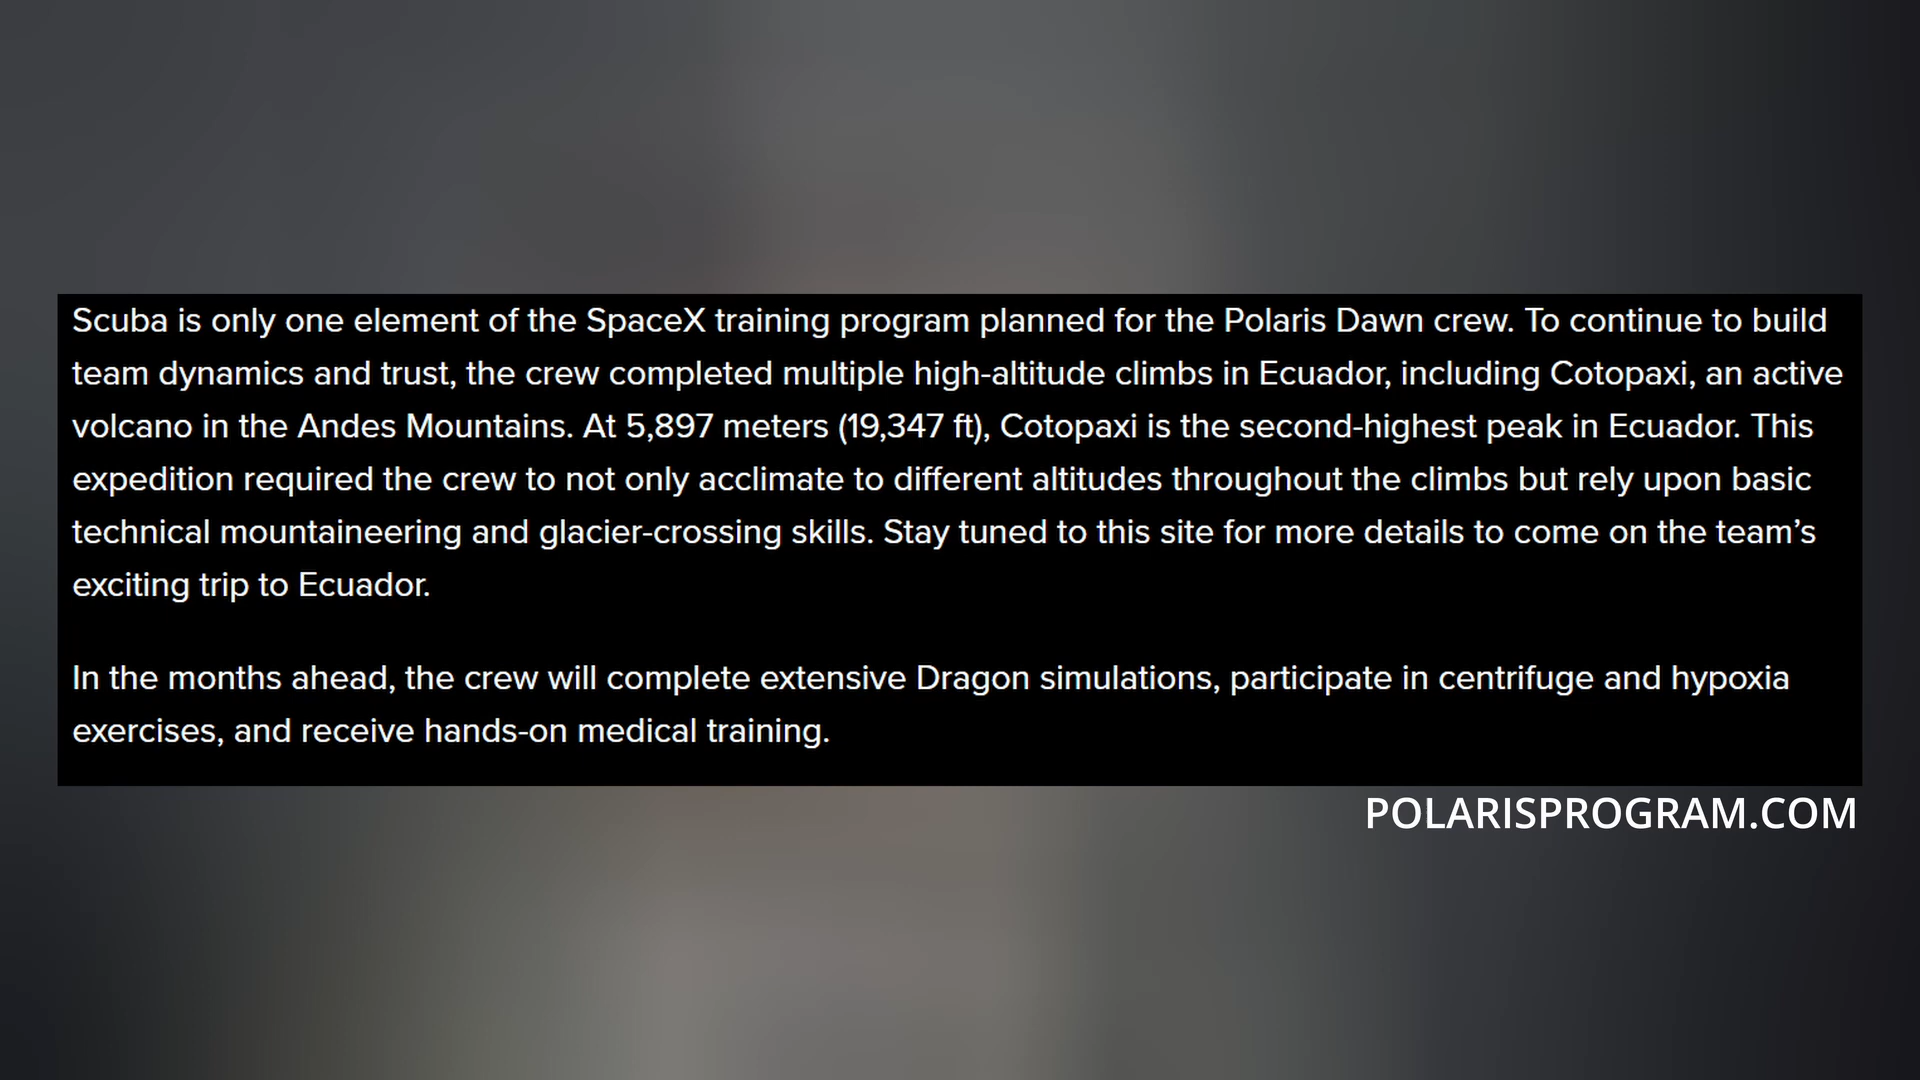 Scuba is only one element of the SpaceX training program planned for the Polaris Dawn crew. To continue to build
team dynamics and trust, the crew completed multiple high-altitude climbs in Ecuador, including Cotopaxi, an active
volcano in the Andes Mountains. At 5,897 meters (19,347 ft), Cotopaxi is the second-highest peak in Ecuador. This
expedition required the crew to not only acclimate to different altitudes throughout the climbs but rely upon basic
technical mountaineering and glacier-crossing skills. Stay tuned to this site for more details to come on the team’s
exciting trip to Ecuador.
In the months ahead, the crew will complete extensive Dragon simulations, participate in centrifuge and hypoxia
exercises, and receive hands-on medical training.
POLARISPROGRAM.COM